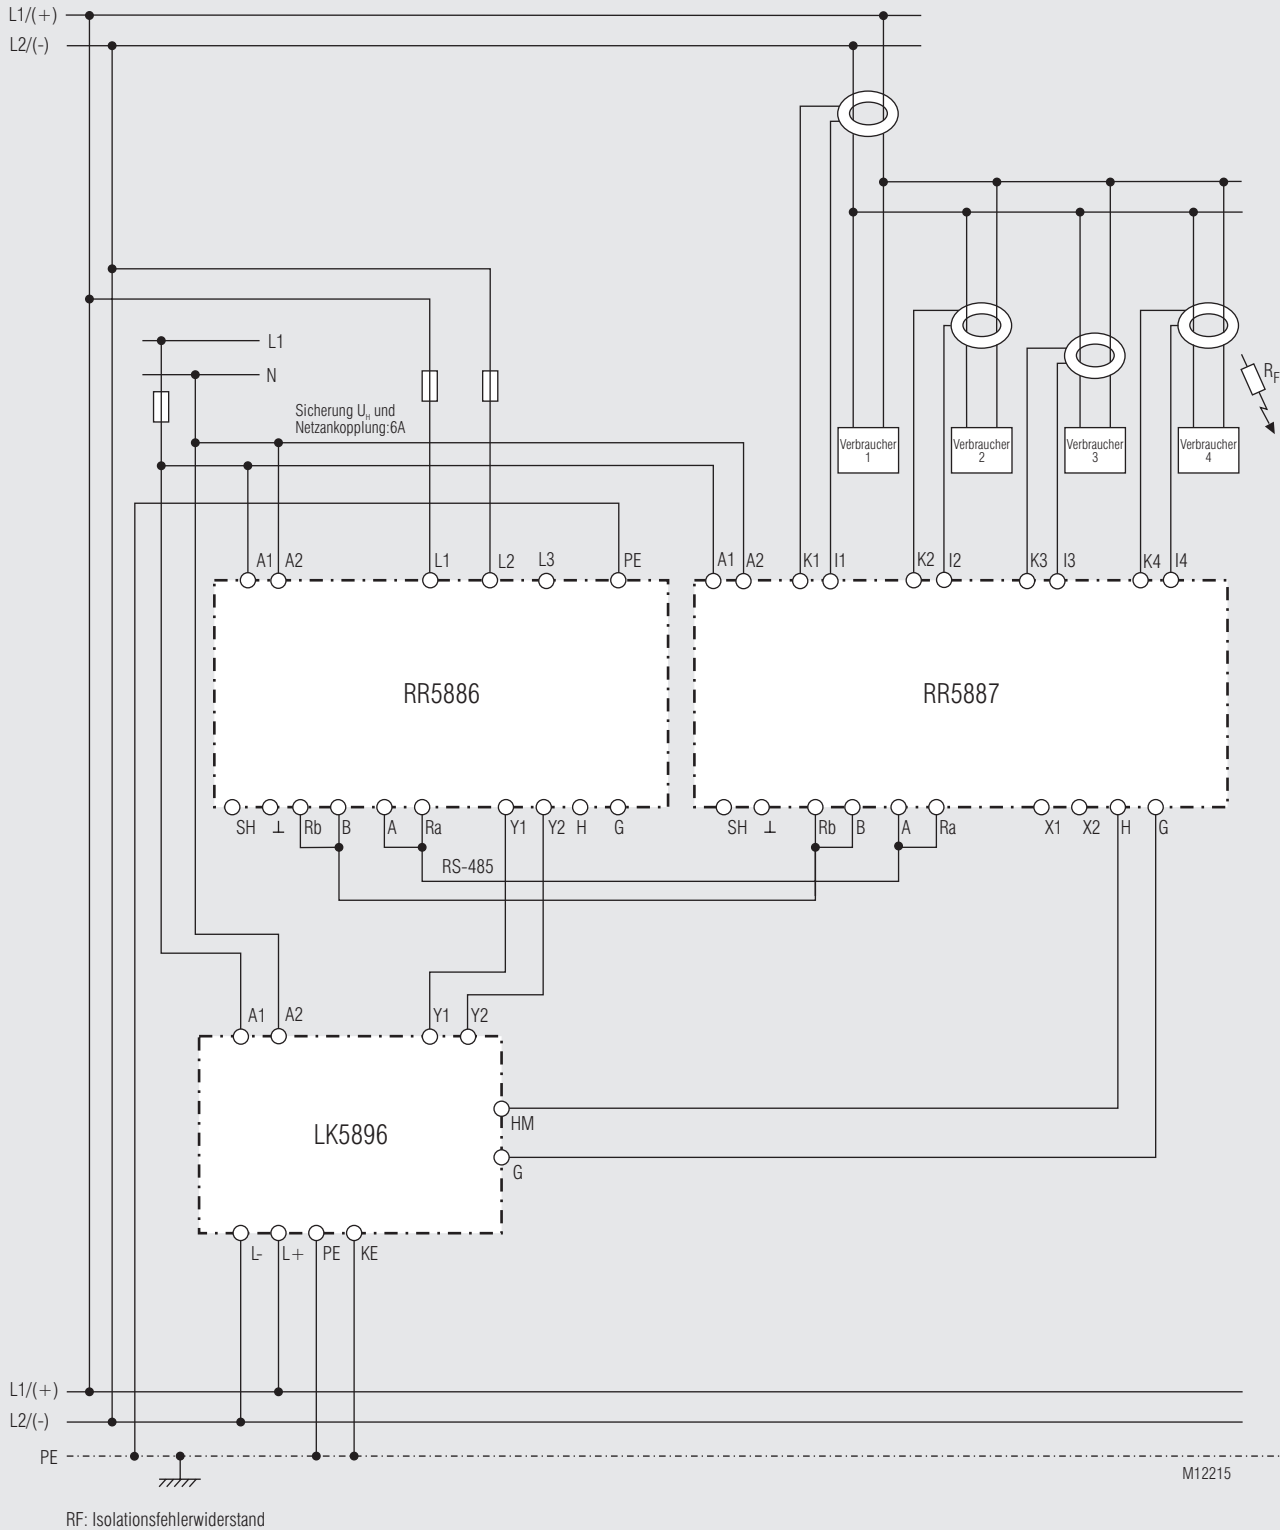 L1/(+)
L2/(-)
L1
N
Sicherung U_H und
Netzankopplung:6A
R_F
Verbraucher
1
Verbraucher
2
Verbraucher
3
Verbraucher
4
A1 A2 L1 L2 L3 PE
A1 A2 K1 I1 K2 I2 K3 I3 K4 I4
RR5886
RR5887
SH ⊥ Rb B A Ra Y1 Y2 H G
SH ⊥ Rb B A Ra X1 X2 H G
RS-485
A1 A2 Y1 Y2
HM
LK5896
G
L- L+ PE KE
L1/(+)
L2/(-)
PE
M12215
RF: Isolationsfehlerwiderstand